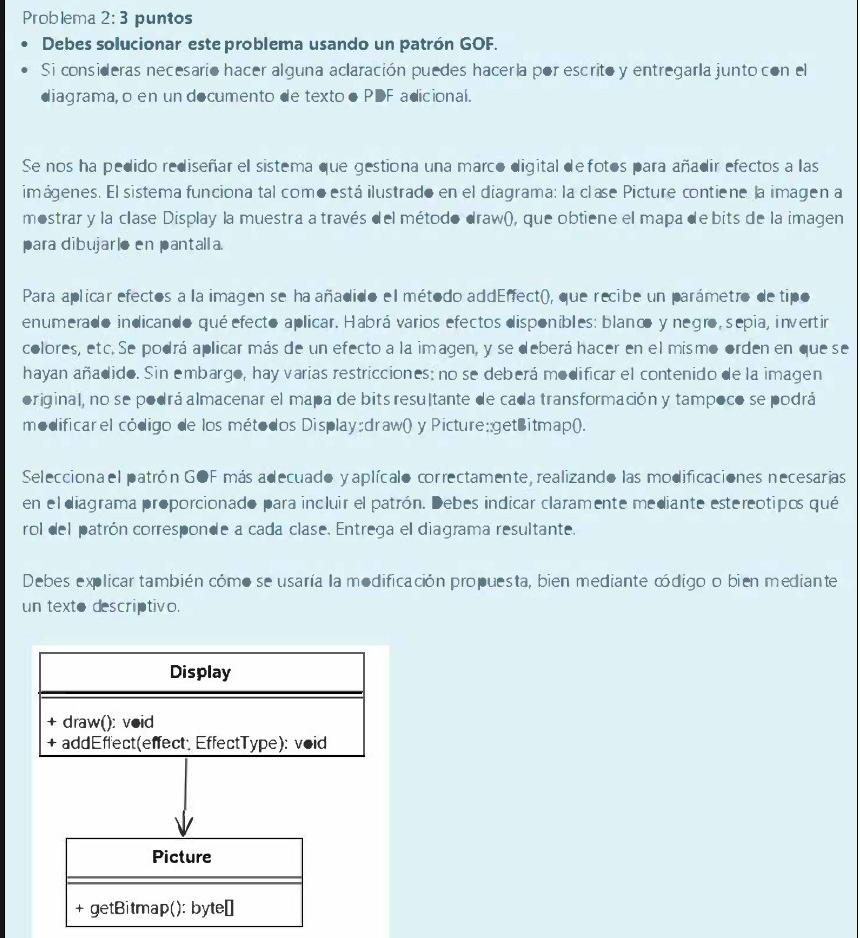 Problema 2: 3 puntos
• Debes solucionar este problema usando un patrón GOF.
• Si consideras necesario hacer alguna aclaración puedes hacerla por escrito y entregarla junto con el
diagrama, o en un documento de texto o PDF adicional.
Se nos ha pedido rediseñar el sistema que gestiona una marco digital de fotos para añadir efectos a las
imágenes. El sistema funciona tal como está ilustrado en el diagrama: la clase Picture contiene la imagen a
mostrar y la clase Display la muestra a través del método draw(), que obtiene el mapa de bits de la imagen
para dibujarlo en pantalla.
Para aplicar efectos a la imagen se ha añadido el método addEffect(), que recibe un parámetro de tipo
enumerado indicando qué efecto aplicar. Habrá varios efectos disponibles: blanco y negro, sepia, invertir
colores, etc. Se podrá aplicar más de un efecto a la imagen, y se deberá hacer en el mismo orden en que se
hayan añadido. Sin embargo, hay varias restricciones: no se deberá modificar el contenido de la imagen
original, no se podrá almacenar el mapa de bits resultante de cada transformación y tampoco se podrá
modificar el código de los métodos Display::draw() y Picture::getBitmap().
Selecciona el patrón GOF más adecuado y aplícalo correctamente, realizando las modificaciones necesarias
en el diagrama proporcionado para incluir el patrón. Debes indicar claramente mediante estereotipos qué
rol del patrón corresponde a cada clase. Entrega el diagrama resultante.
Debes explicar también cómo se usaría la modificación propuesta, bien mediante código o bien mediante
un texto descriptivo.
Display
+ draw(): void
+ addEffect(effect: EffectType): void
Picture
+ getBitmap(): byte[]